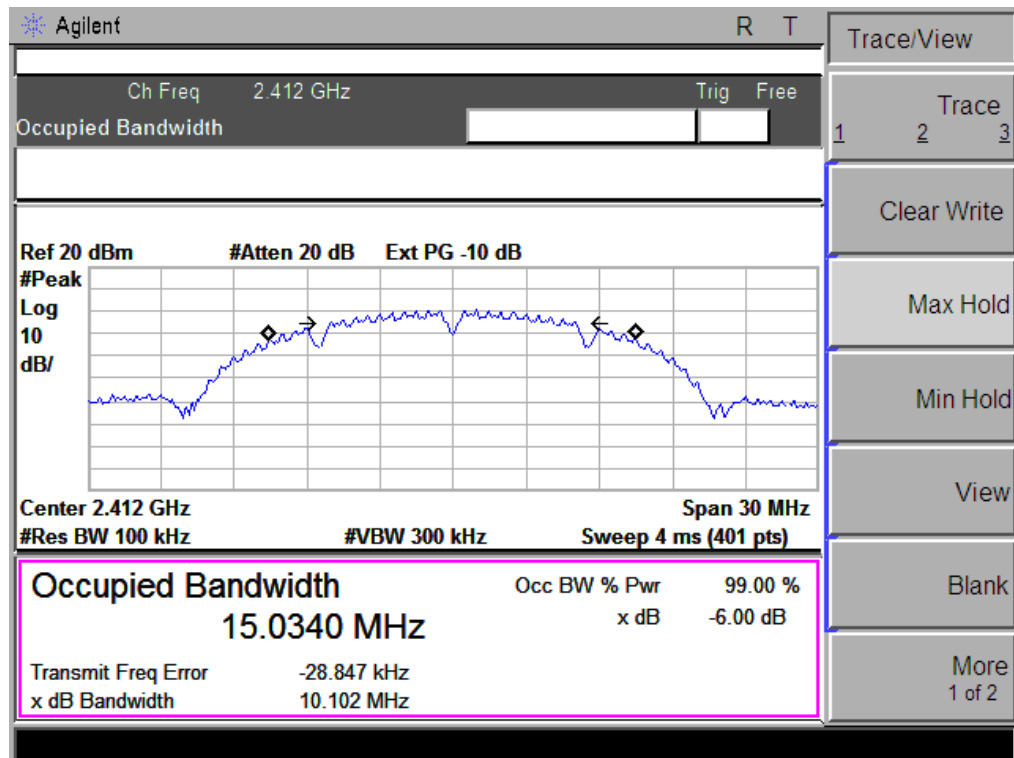 Agilent R T
Trace/View
Ch Freq 2.412 GHz Trig Free
Occupied Bandwidth
Trace
1 2 3
Clear Write
Ref 20 dBm #Atten 20 dB Ext PG -10 dB
#Peak
Log
10
dB/
Max Hold
Min Hold
View
Center 2.412 GHz Span 30 MHz
#Res BW 100 kHz #VBW 300 kHz Sweep 4 ms (401 pts)
Occupied Bandwidth Occ BW % Pwr 99.00 %
15.0340 MHz x dB -6.00 dB
Blank
Transmit Freq Error -28.847 kHz
x dB Bandwidth 10.102 MHz
More
1 of 2